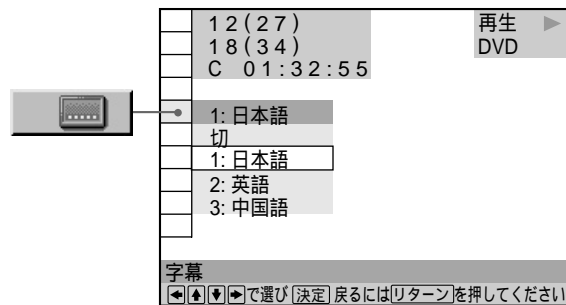 12(27)
18(34)
C 01:32:55
再生
DVD
1: 日本語
切
1: 日本語
2: 英語
3: 中国語
字幕
で選び 決定 戻るには リターン を押してください